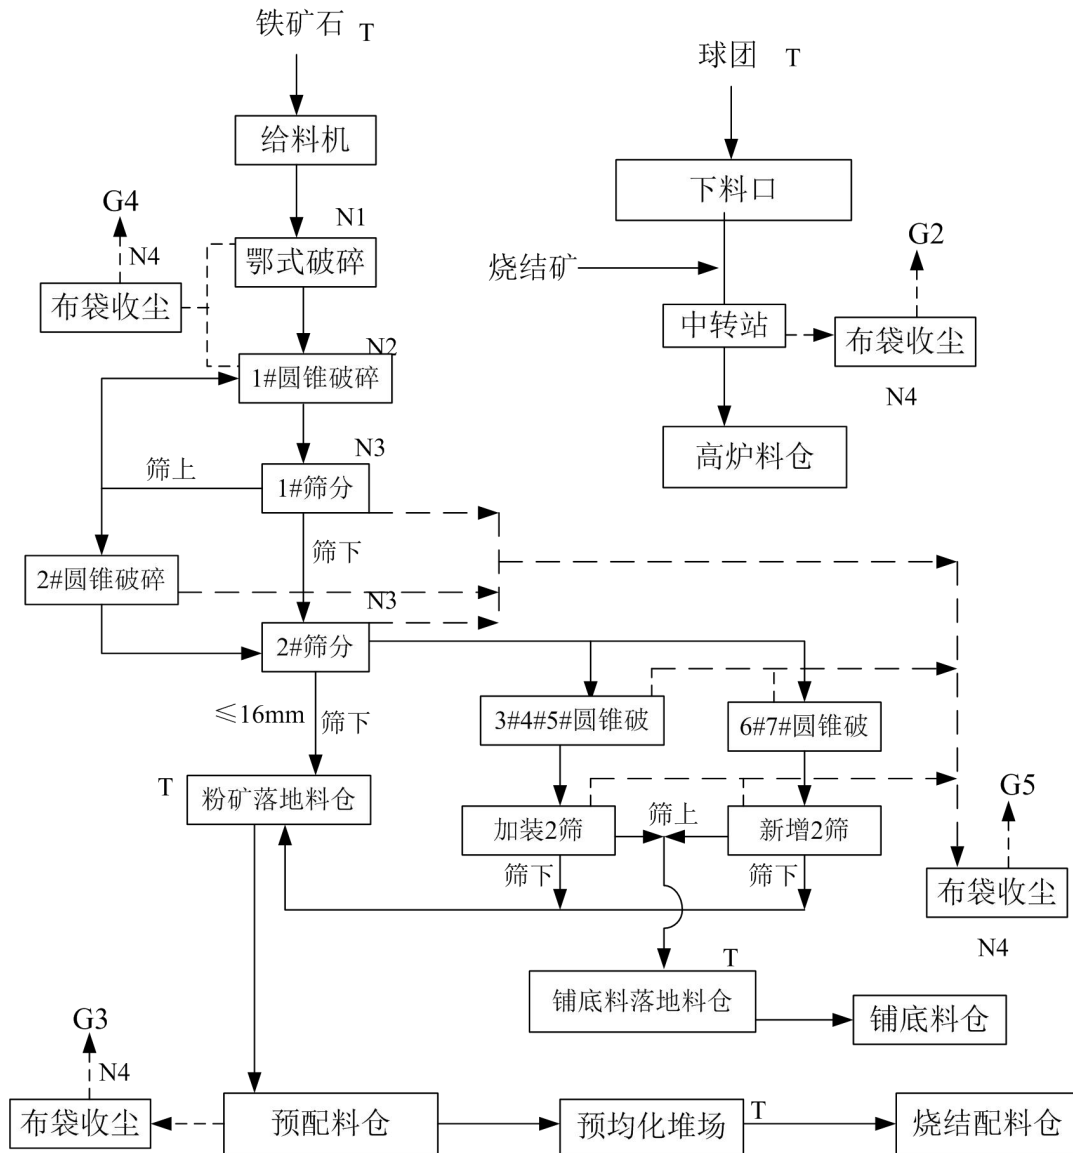 铁矿石 T
球团 T
给料机
下料口
G4
N1
N4
鄂式破碎
G2
烧结矿
布袋收尘
中转站
布袋收尘
N2
1#圆锥破碎
N4
N3
高炉料仓
筛上
1#筛分
筛下
2#圆锥破碎
N3
2#筛分
≤16mm
筛下
3#4#5#圆锥破
6#7#圆锥破
T
粉矿落地料仓
G5
加装2筛
筛上
新增2筛
筛下
筛下
布袋收尘
N4
T
铺底料落地料仓
铺底料仓
G3
N4
布袋收尘
预配料仓
预均化堆场
T
烧结配料仓